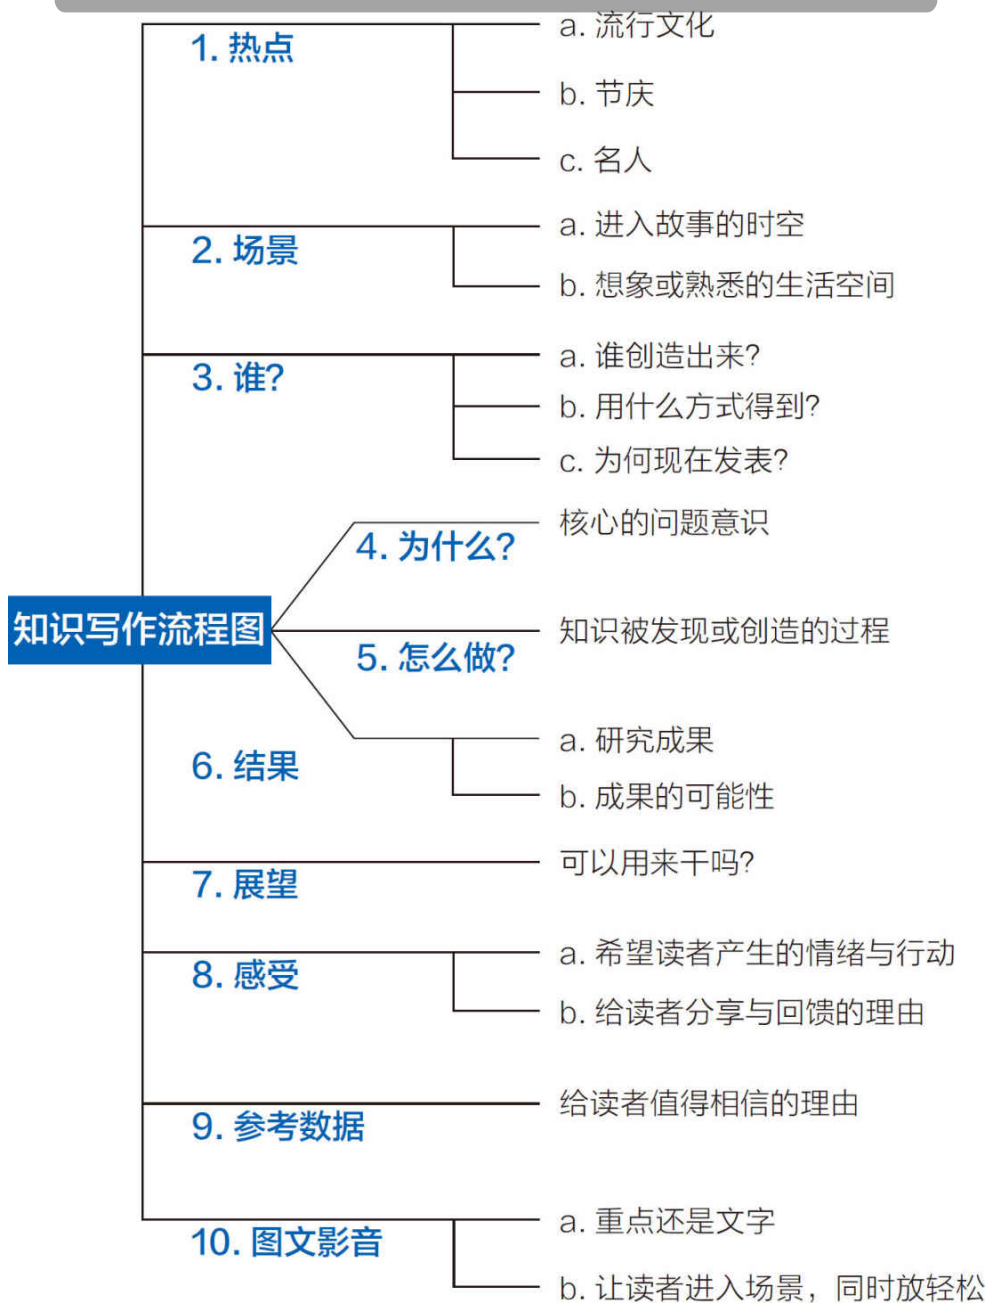 1. 热点
a. 流行文化
b. 节庆
c. 名人
2. 场景
a. 进入故事的时空
b. 想象或熟悉的生活空间
3. 谁?
a. 谁创造出来?
b. 用什么方式得到?
c. 为何现在发表?
知识写作流程图
4. 为什么?
核心的问题意识
5. 怎么做?
知识被发现或创造的过程
6. 结果
a. 研究成果
b. 成果的可能性
7. 展望
可以用来干吗?
8. 感受
a. 希望读者产生的情绪与行动
b. 给读者分享与回馈的理由
9. 参考数据
给读者值得相信的理由
10. 图文影音
a. 重点还是文字
b. 让读者进入场景，同时放轻松